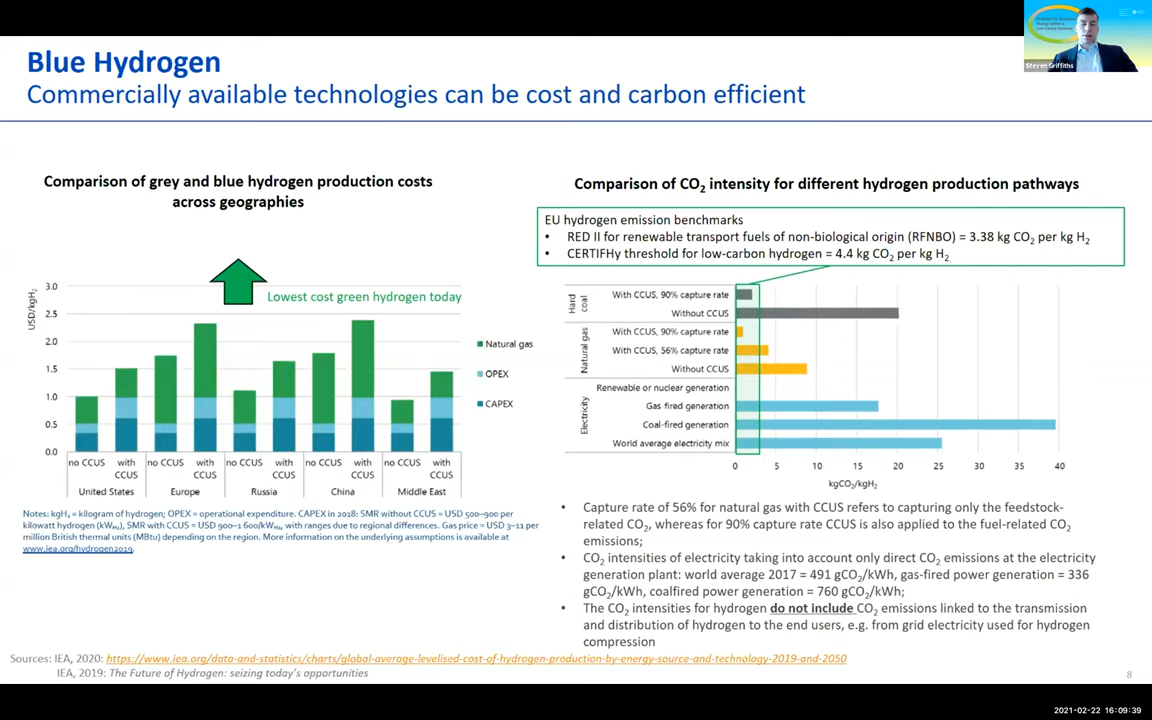 Blue Hydrogen
Commercially available technologies can be cost and carbon efficient
Steven Griffiths
Comparison of grey and blue hydrogen production costs
across geographies
Lowest cost green hydrogen today
USD/kgH₂
3.0
2.5
2.0
1.5
1.0
0.5
0.0
Natural gas
OPEX
CAPEX
no CCUS with CCUS no CCUS with CCUS no CCUS with CCUS no CCUS with CCUS no CCUS with CCUS
United States Europe Russia China Middle East
Notes: kgH₂ = kilogram of hydrogen; OPEX = operational expenditure. CAPEX in 2018: SMR without CCUS = USD 500–900 per
kilowatt hydrogen (kW_H2), SMR with CCUS = USD 900–1 600/kW_H2, with ranges due to regional differences. Gas price = USD 3–11 per
million British thermal units (MBtu) depending on the region. More information on the underlying assumptions is available at
www.iea.org/hydrogen2019.
Comparison of CO₂ intensity for different hydrogen production pathways
EU hydrogen emission benchmarks
• RED II for renewable transport fuels of non-biological origin (RFNBO) = 3.38 kg CO₂ per kg H₂
• CERTIFHy threshold for low-carbon hydrogen = 4.4 kg CO₂ per kg H₂
Hard coal
With CCUS, 90% capture rate
Without CCUS
Natural gas
With CCUS, 90% capture rate
With CCUS, 56% capture rate
Without CCUS
Electricity
Renewable or nuclear generation
Gas-fired generation
Coal-fired generation
World average electricity mix
0 5 10 15 20 25 30 35 40
kgCO₂/kgH₂
• Capture rate of 56% for natural gas with CCUS refers to capturing only the feedstock-
related CO₂, whereas for 90% capture rate CCUS is also applied to the fuel-related CO₂
emissions;
• CO₂ intensities of electricity taking into account only direct CO₂ emissions at the electricity
generation plant: world average 2017 = 491 gCO₂/kWh, gas-fired power generation = 336
gCO₂/kWh, coalfired power generation = 760 gCO₂/kWh;
• The CO₂ intensities for hydrogen do not include CO₂ emissions linked to the transmission
and distribution of hydrogen to the end users, e.g. from grid electricity used for hydrogen
compression
Sources: IEA, 2020: https://www.iea.org/data-and-statistics/charts/global-average-levelised-cost-of-hydrogen-production-by-energy-source-and-technology-2019-and-2050
IEA, 2019: The Future of Hydrogen: seizing today's opportunities
8
2021-02-22 16:09:39